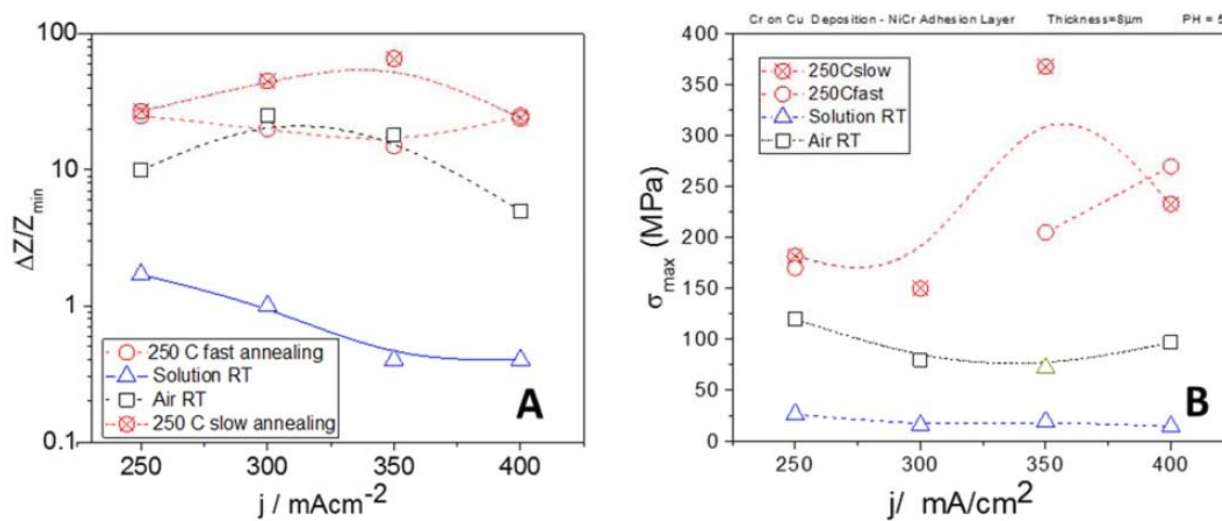 100
10
1
0.1
ΔZ/Z_min
250 C fast annealing
Solution RT
Air RT
250 C slow annealing
A
250 300 350 400
j / mAcm⁻²
Cr on Cu Deposition - NiCr Adhesion Layer Thickness=8μm PH = 5
400
350
300
250
200
150
100
50
0
σ_max (MPa)
250Cslow
250Cfast
Solution RT
Air RT
B
250 300 350 400
j/ mA/cm²